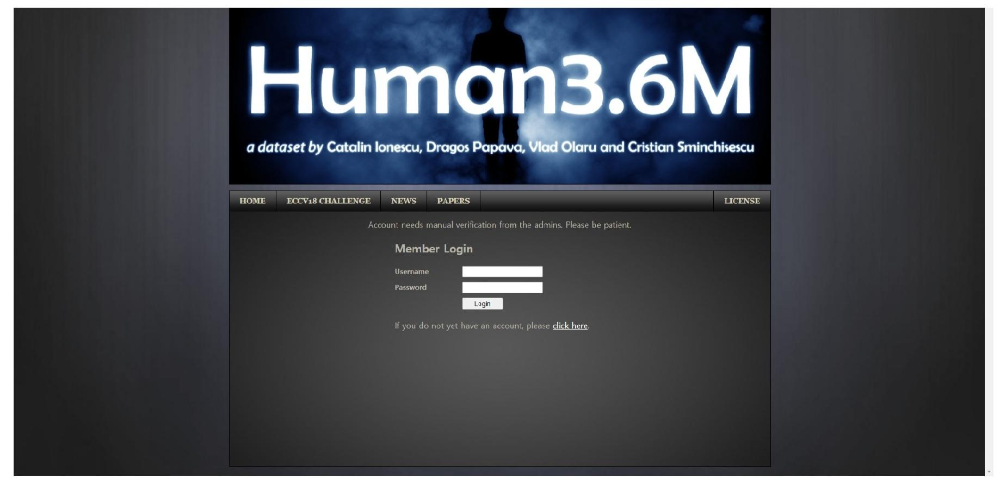 Human3.6M
a dataset by Catalin Ionescu, Dragos Papava, Vlad Olaru and Cristian Sminchisescu
HOME ECCV18 CHALLENGE NEWS PAPERS LICENSE
Account needs manual verification from the admins. Please be patient.
Member Login
Username
Password
Login
If you do not yet have an account, please click here.